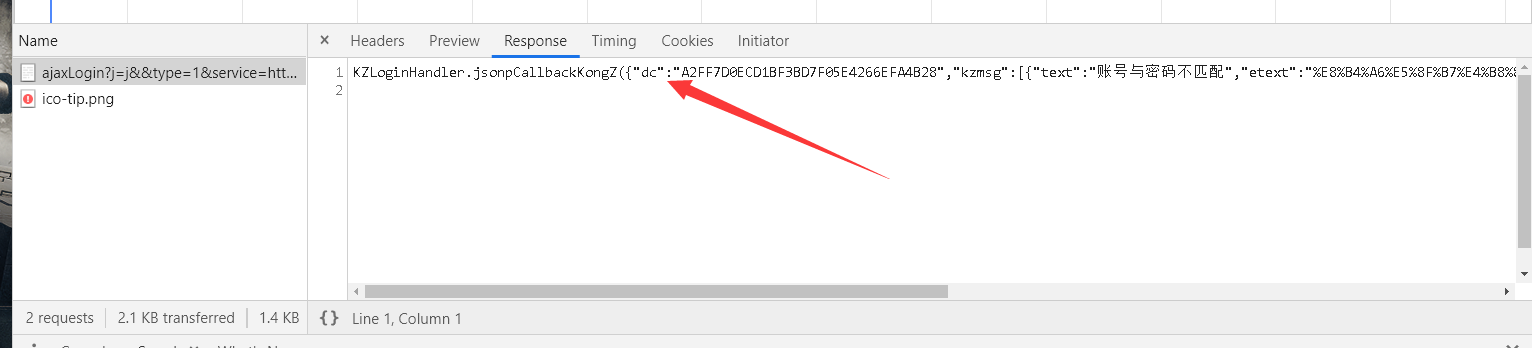 Name
× Headers Preview Response Timing Cookies Initiator
ajaxLogin?j=j&&type=1&service=htt...
ico-tip.png
1 KZLoginHandler.jsonpCallbackKongZ({"dc":"A2FF7D0ECD1BF3BD7F05E4266EFA4B28","kzmsg":[{"text":"账号与密码不匹配","etext":"%E8%B4%A6%E5%8F%B7%E4%B8%
2
2 requests 2.1 KB transferred 1.4 KB {} Line 1, Column 1